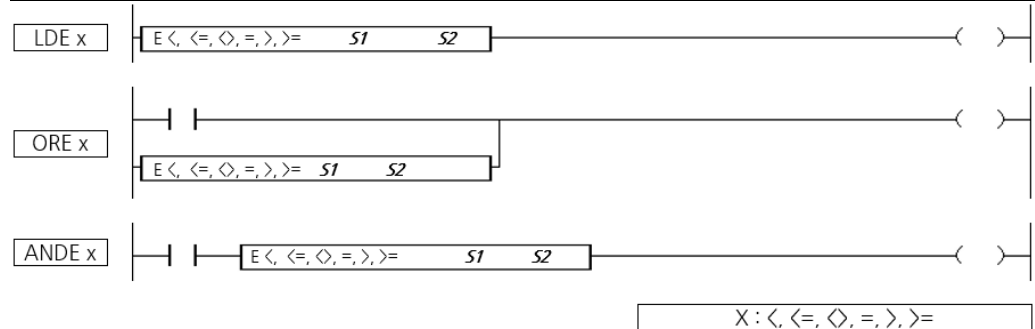 LDE x
E <, <=, <>, =, >, >= S1 S2
( )
( )
ORE x
E <, <=, <>, =, >, >= S1 S2
ANDE x
E <, <=, <>, =, >, >= S1 S2
( )
X : <, <=, <>, =, >, >=